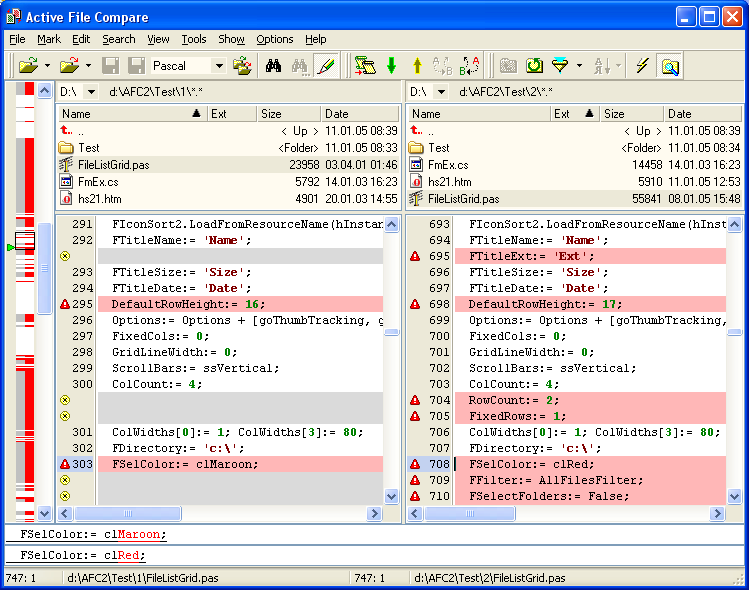 Active File Compare
File Mark Edit Search View Tools Show Options Help
Pascal
D:\ d:\AFC2\Test\1\*.*
Name Ext Size Date
.. < Up > 11.01.05 08:39
Test <Folder> 11.01.05 08:33
FileListGrid.pas 23958 03.04.01 01:46
FmEx.cs 5792 14.01.03 16:23
hs21.htm 4901 20.01.03 14:55
D:\ d:\AFC2\Test\2\*.*
Name Ext Size Date
.. < Up > 11.01.05 08:39
Test <Folder> 11.01.05 08:34
FmEx.cs 14458 14.01.03 16:23
hs21.htm 5910 11.01.05 12:53
FileListGrid.pas 55841 08.01.05 15:48
291 FIconSort2.LoadFromResourceName(hInstan
292 FTitleName:= 'Name';
293 FTitleSize:= 'Size';
294 FTitleDate:= 'Date';
295 DefaultRowHeight:= 16;
296 Options:= Options + [goThumbTracking, g
297 FixedCols:= 0;
298 GridLineWidth:= 0;
299 ScrollBars:= ssVertical;
300 ColCount:= 4;
301 ColWidths[0]:= 1; ColWidths[3]:= 80;
302 FDirectory:= 'c:\';
303 FSelColor:= clMaroon;
693 FIconSort2.LoadFromResourceName(hInstan
694 FTitleName:= 'Name';
695 FTitleExt:= 'Ext';
696 FTitleSize:= 'Size';
697 FTitleDate:= 'Date';
698 DefaultRowHeight:= 17;
699 Options:= Options + [goThumbTracking,
700 FixedCols:= 0;
701 GridLineWidth:= 0;
702 ScrollBars:= ssVertical;
703 ColCount:= 4;
704 RowCount:= 2;
705 FixedRows:= 1;
706 ColWidths[0]:= 1; ColWidths[3]:= 80;
707 FDirectory:= 'c:\';
708 FSelColor:= clRed;
709 FFilter:= AllFilesFilter;
710 FSelectFolders:= False;
FSelColor:= clMaroon;
FSelColor:= clRed;
747: 1 d:\AFC2\Test\1\FileListGrid.pas 747: 1 d:\AFC2\Test\2\FileListGrid.pas